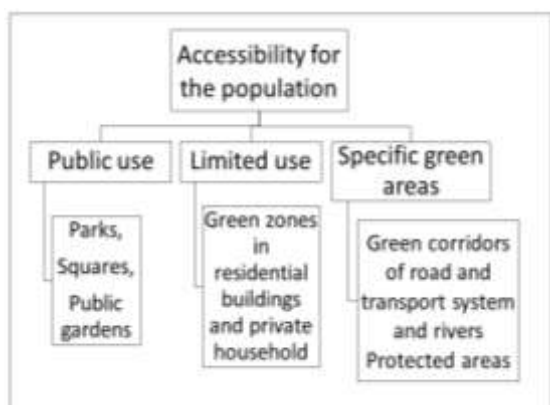 Accessibility for
the population
Public use
Limited use
Specific green
areas
Parks,
Squares,
Public
gardens
Green zones
in
residential
buildings
and private
household
Green corridors
of road and
transport system
and rivers
Protected areas